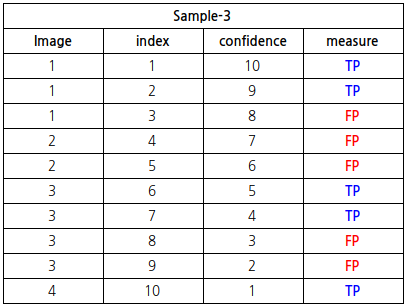 Sample-3
Image index confidence measure
1 1 10 TP
1 2 9 TP
1 3 8 FP
2 4 7 FP
2 5 6 FP
3 6 5 TP
3 7 4 TP
3 8 3 FP
3 9 2 FP
4 10 1 TP